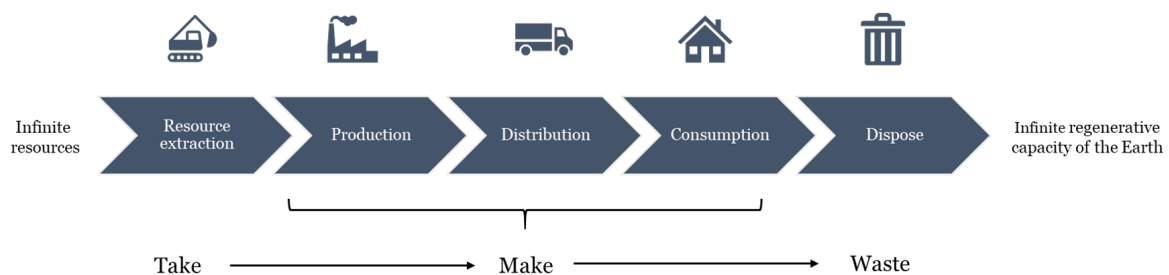 Infinite
resources
Resource
extraction
Production
Distribution
Consumption
Dispose
Infinite regenerative
capacity of the Earth
Take
Make
Waste